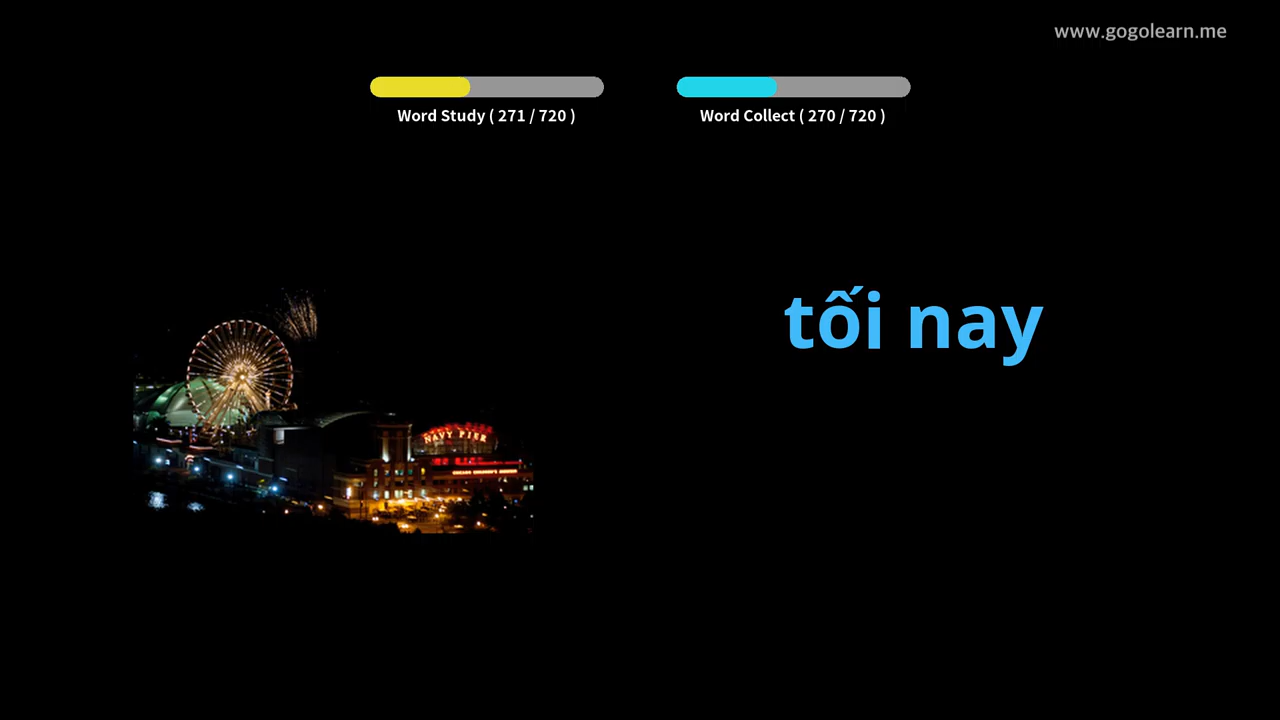 www.gogolearn.me
Word Study ( 271 / 720 )
Word Collect ( 270 / 720 )
tối nay
NAVY PIER